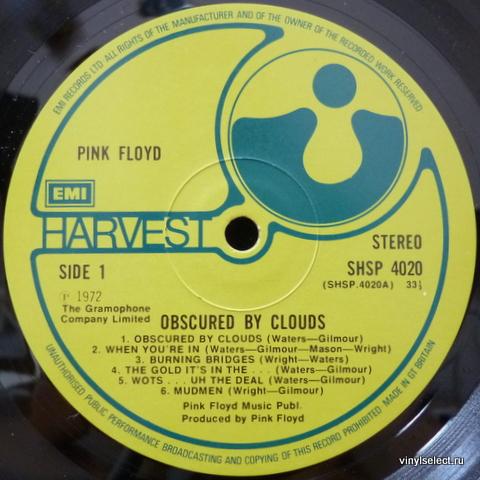 EMI RECORDS LTD ALL RIGHTS OF THE MANUFACTURER AND OF THE OWNER OF THE RECORDED WORK RESERVED
PINK FLOYD
EMI
HARVEST
STEREO
SIDE 1
SHSP 4020
(SHSP.4020A) 33⅓
℗ 1972
The Gramophone
Company Limited
OBSCURED BY CLOUDS
1. OBSCURED BY CLOUDS (Waters—Gilmour)
2. WHEN YOU'RE IN (Waters—Gilmour—Mason—Wright)
3. BURNING BRIDGES (Wright—Waters)
4. THE GOLD IT'S IN THE . . . (Waters—Gilmour)
5. WOTS . . . UH THE DEAL (Waters—Gilmour)
6. MUDMEN (Wright—Gilmour)
Pink Floyd Music Publ.
Produced by Pink Floyd
UNAUTHORISED PUBLIC PERFORMANCE BROADCASTING AND COPYING OF THIS RECORD PROHIBITED MADE IN GT BRITAIN
vinylselect.ru